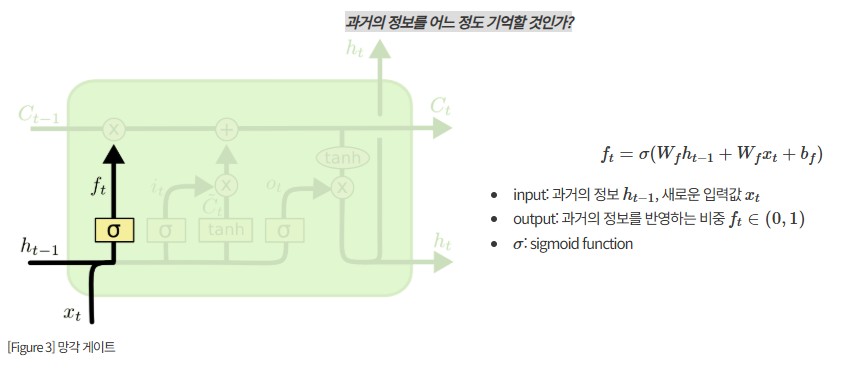 과거의 정보를 어느 정도 기억할 것인가?
h_t
C_{t-1}
C_t
x
+
tanh
f_t
i_t
o_t
x
x
C̃_t
σ
σ
tanh
σ
h_{t-1}
h_t
x_t
f_t = σ(W_f h_{t-1} + W_f x_t + b_f)
• input: 과거의 정보 h_{t-1}, 새로운 입력값 x_t
• output: 과거의 정보를 반영하는 비중 f_t ∈ (0, 1)
• σ: sigmoid function
[Figure 3] 망각 게이트